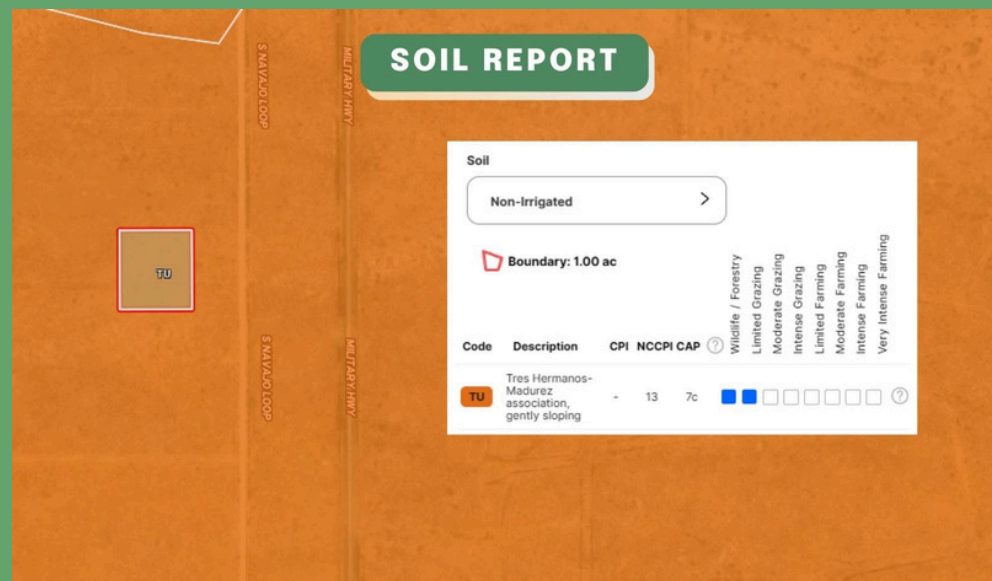 SOIL REPORT
S NAVAJO LOOP
MILITARY HWY
TU
S NAVAJO LOOP
MILITARY HWY
Soil
Non-Irrigated
Boundary: 1.00 ac
Code Description CPI NCCPI CAP ? Wildlife / Forestry Limited Grazing Moderate Grazing Intense Grazing Limited Farming Moderate Farming Intense Farming Very Intense Farming
TU Tres Hermanos-
Madurez
association,
gently sloping
- 13 7c ?